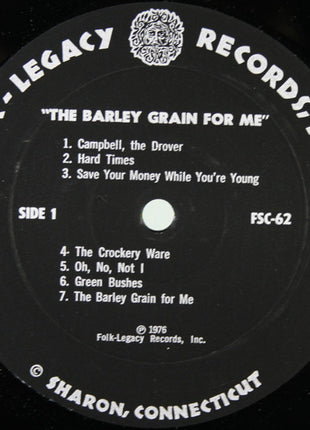 - LEGACY RECORDS,
"THE BARLEY GRAIN FOR ME"
1. Campbell, the Drover
2. Hard Times
3. Save Your Money While You're Young
SIDE 1
FSC-62
4- The Crockery Ware
5. Oh, No, Not I
6. Green Bushes
7. The Barley Grain for Me
℗ 1976
Folk-Legacy Records, Inc.
© SHARON, CONNECTICUT